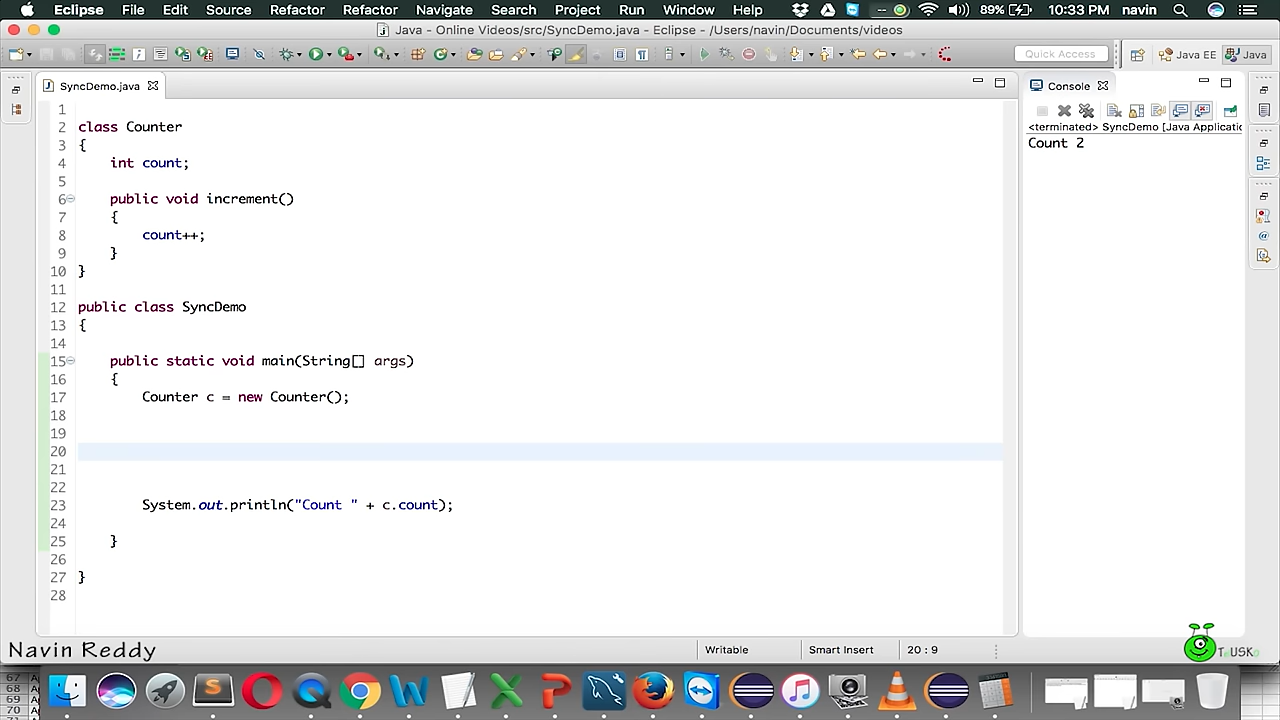 Eclipse File Edit Source Refactor Refactor Navigate Search Project Run Window Help 89% 10:33 PM navin
Java - Online Videos/src/SyncDemo.java - Eclipse - /Users/navin/Documents/videos
Quick Access Java EE Java
SyncDemo.java
Console
<terminated> SyncDemo [Java Applicatic
Count 2
1
2 class Counter
3 {
4 int count;
5
6 public void increment()
7 {
8 count++;
9 }
10 }
11
12 public class SyncDemo
13 {
14
15 public static void main(String[] args)
16 {
17 Counter c = new Counter();
18
19
20
21
22
23 System.out.println("Count " + c.count);
24
25 }
26
27 }
28
Navin Reddy
Writable Smart Insert 20 : 9
67
68
69
70